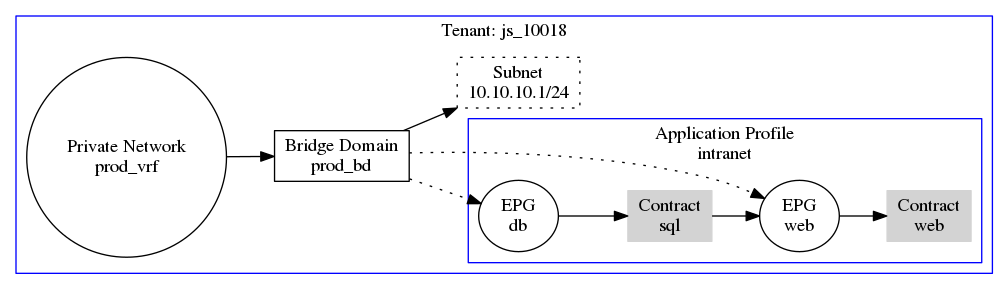 Tenant: js_10018
Private Network
prod_vrf
Bridge Domain
prod_bd
Subnet
10.10.10.1/24
Application Profile
intranet
EPG
db
Contract
sql
EPG
web
Contract
web